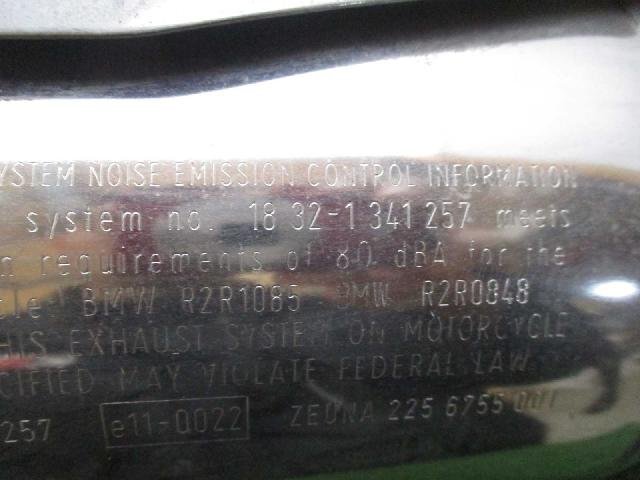 YSTEM NOISE EMISSION CONTROL INFORMATION
system no. 18 32-1 341 257 meets
n requirements of 80 dBA for the
cle BMW R2R1085 BMW R2R0848
HIS EXHAUST SYSTEM ON MOTORCYCLE
CIFIED MAY VIOLATE FEDERAL LAW
257 e11-0022 ZEUNA 225 6755 001